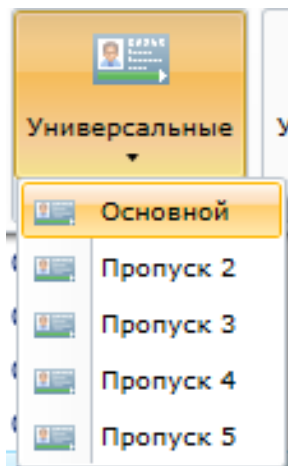 Универсальные
Основной
Пропуск 2
Пропуск 3
Пропуск 4
Пропуск 5